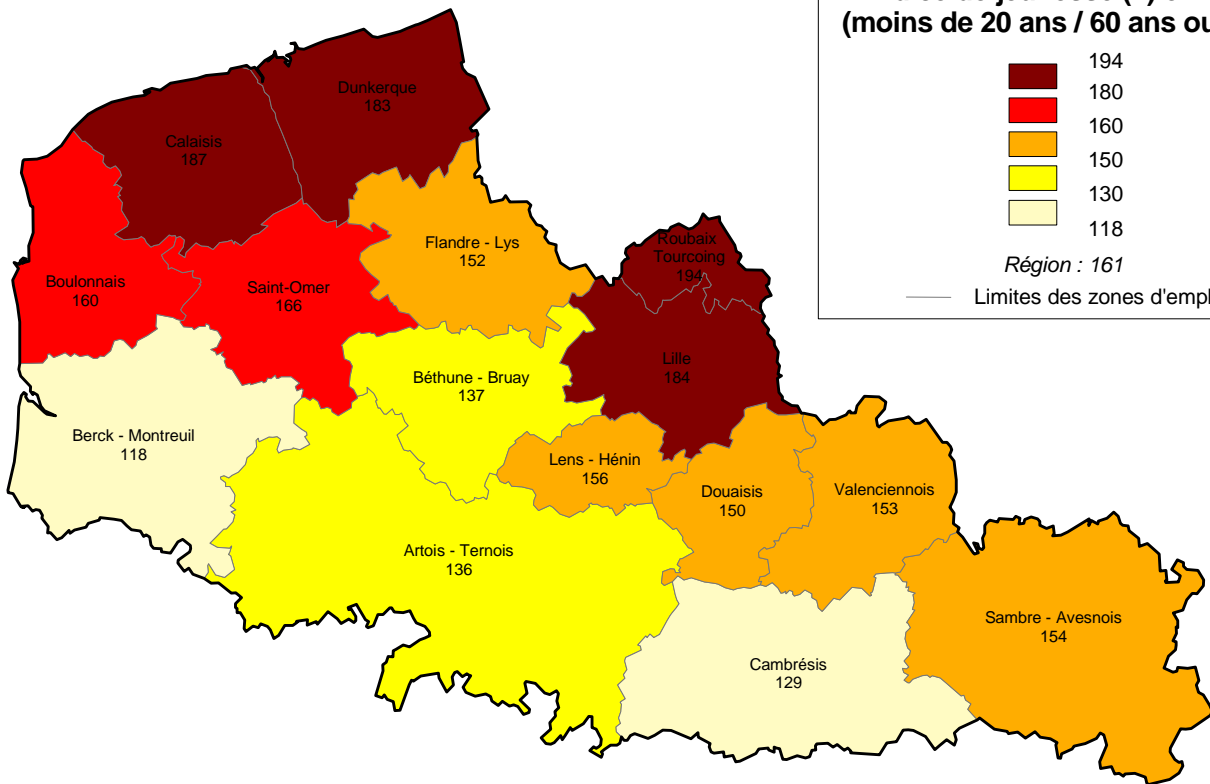 (moins de 20 ans / 60 ans ou
194
180
160
150
130
118
Région : 161
Limites des zones d'empl
Dunkerque
183
Calaisis
187
Flandre - Lys
152
Roubaix
Tourcoing
194
Boulonnais
160
Saint-Omer
166
Lille
184
Béthune - Bruay
137
Berck - Montreuil
118
Lens - Hénin
156
Douaisis
150
Valenciennois
153
Artois - Ternois
136
Sambre - Avesnois
154
Cambrésis
129